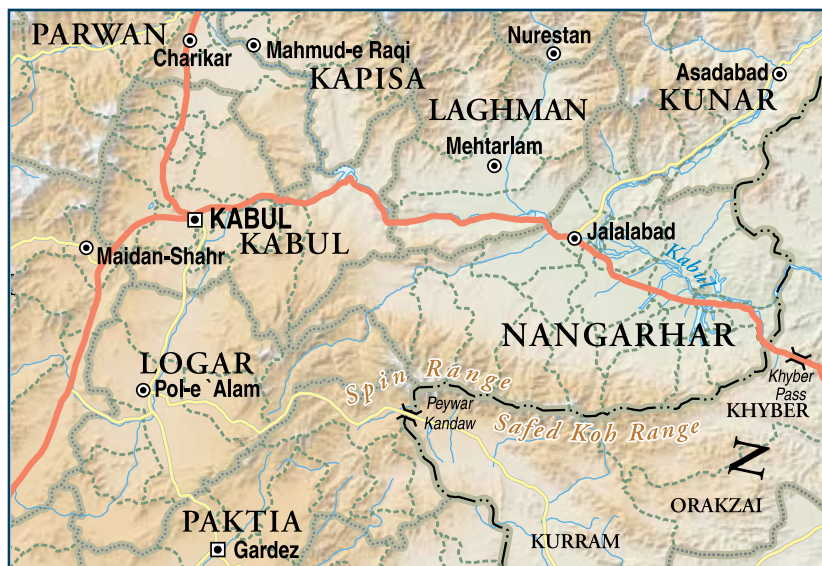 PARWAN
Charikar
Mahmud-e Raqi
KAPISA
Nurestan
Asadabad
KUNAR
LAGHMAN
Mehtarlam
KABUL
KABUL
Maidan-Shahr
Jalalabad
Kabul
NANGARHAR
LOGAR
Pol-e `Alam
Spin Range
Peywar
Kandaw
Safed Koh Range
Khyber
Pass
KHYBER
N
ORAKZAI
PAKTIA
Gardez
KURRAM